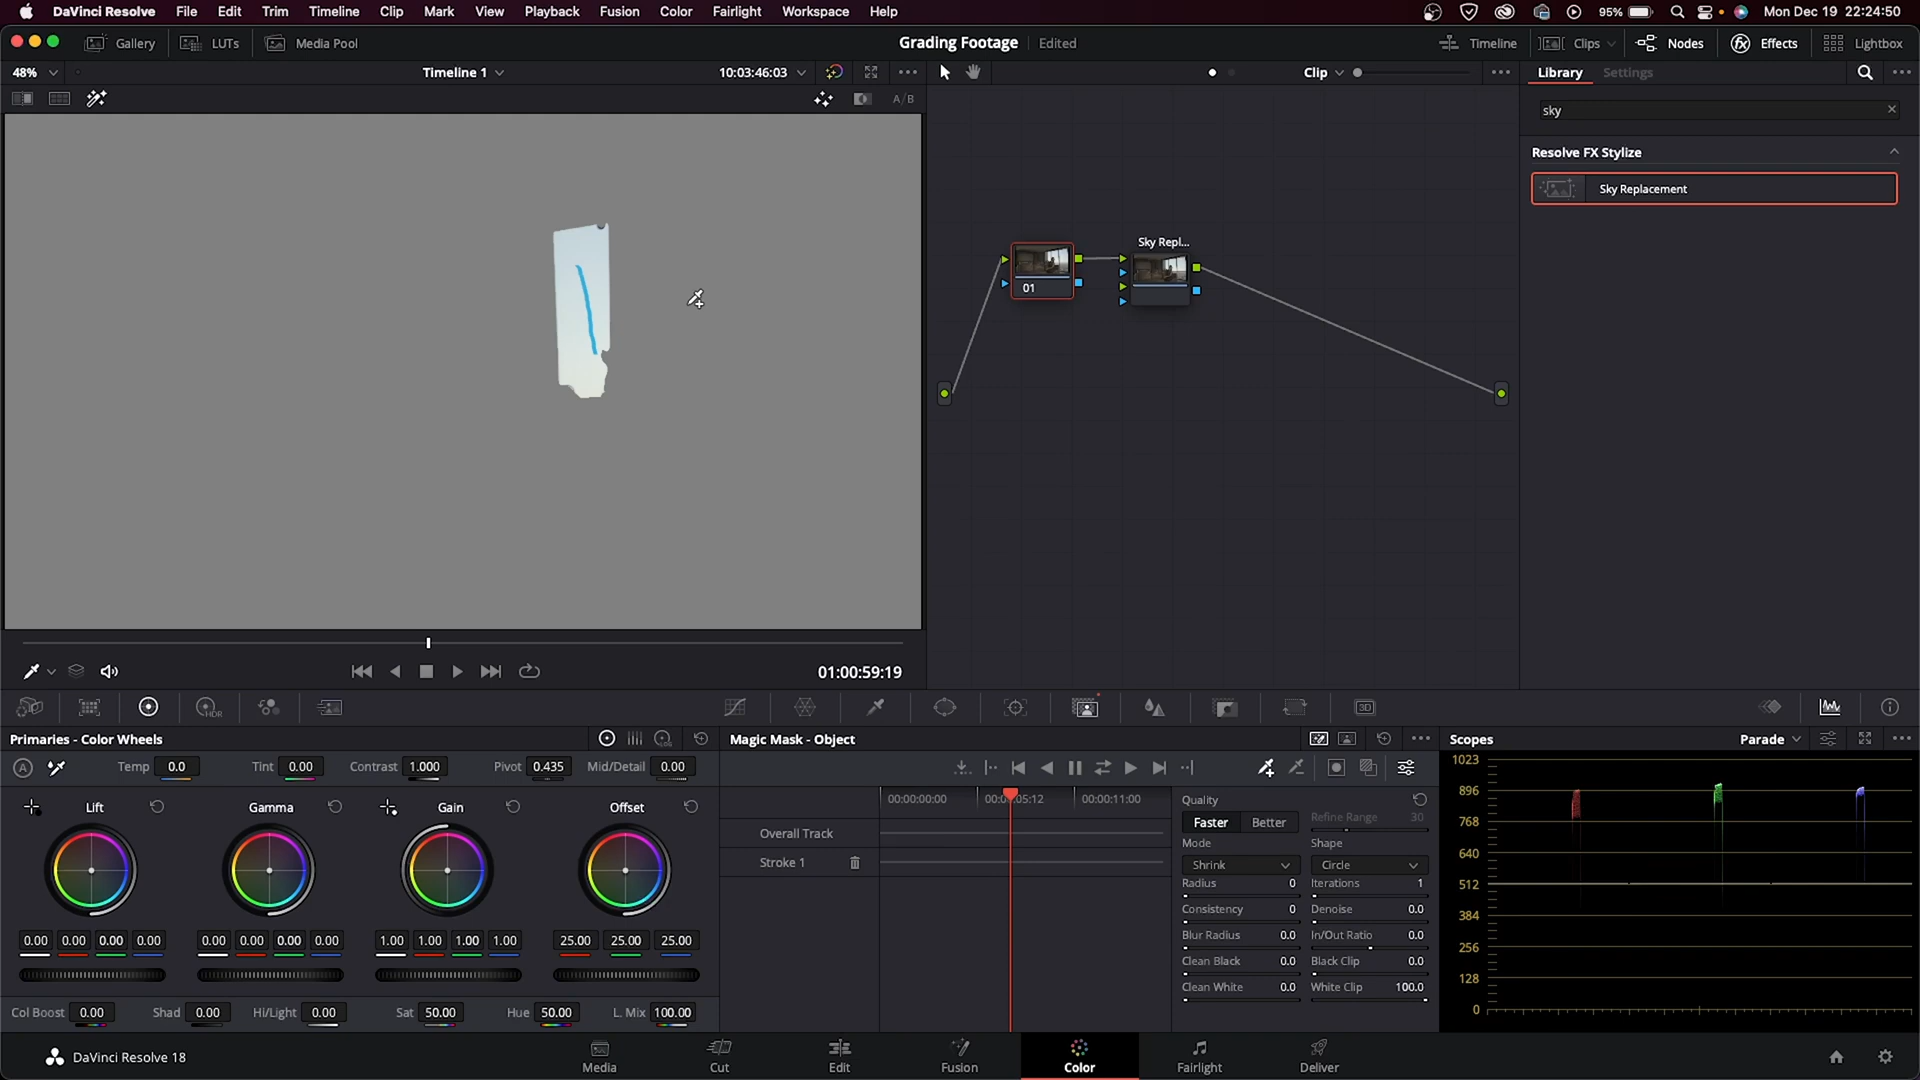 DaVinci Resolve File Edit Trim Timeline Clip Mark View Playback Fusion Color Fairlight Workspace Help 95% Mon Dec 19 22:24:50
Gallery LUTs Media Pool Grading Footage Edited Timeline Clips Nodes Effects Lightbox
48% Timeline 1 10:03:46:03 Clip Library Settings
A/B
sky
Resolve FX Stylize
Sky Replacement
Sky Repl...
01
01:00:59:19
HDR
3D
Primaries - Color Wheels Magic Mask - Object Scopes Parade
A Temp 0.0 Tint 0.00 Contrast 1.000 Pivot 0.435 Mid/Detail 0.00
Lift Gamma Gain Offset
0.00 0.00 0.00 0.00 0.00 0.00 0.00 0.00 1.00 1.00 1.00 1.00 25.00 25.00 25.00
Col Boost 0.00 Shad 0.00 Hi/Light 0.00 Sat 50.00 Hue 50.00 L. Mix 100.00
00:00:00:00 00:00:05:12 00:00:11:00
Overall Track
Stroke 1
Quality
Faster Better Refine Range 30
Mode Shape
Shrink Circle
Radius 0 Iterations 1
Consistency 0 Denoise 0.0
Blur Radius 0.0 In/Out Ratio 0.0
Clean Black 0.0 Black Clip 0.0
Clean White 0.0 White Clip 100.0
1023
896
768
640
512
384
256
128
0
DaVinci Resolve 18 Media Cut Edit Fusion Color Fairlight Deliver